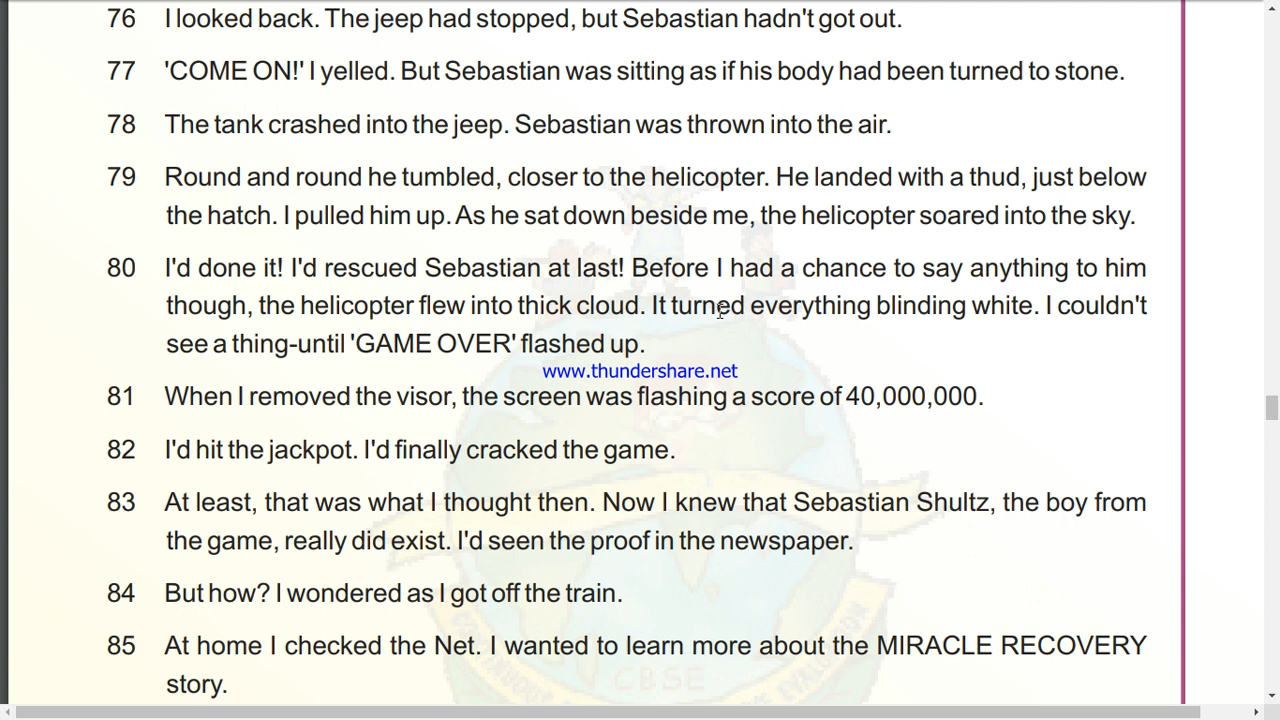 76 I looked back. The jeep had stopped, but Sebastian hadn't got out.
77 'COME ON!' I yelled. But Sebastian was sitting as if his body had been turned to stone.
78 The tank crashed into the jeep. Sebastian was thrown into the air.
79 Round and round he tumbled, closer to the helicopter. He landed with a thud, just below
the hatch. I pulled him up. As he sat down beside me, the helicopter soared into the sky.
80 I'd done it! I'd rescued Sebastian at last! Before I had a chance to say anything to him
though, the helicopter flew into thick cloud. It turned everything blinding white. I couldn't
see a thing-until 'GAME OVER' flashed up.
www.thundershare.net
81 When I removed the visor, the screen was flashing a score of 40,000,000.
82 I'd hit the jackpot. I'd finally cracked the game.
83 At least, that was what I thought then. Now I knew that Sebastian Shultz, the boy from
the game, really did exist. I'd seen the proof in the newspaper.
84 But how? I wondered as I got off the train.
85 At home I checked the Net. I wanted to learn more about the MIRACLE RECOVERY
story.
CBSE